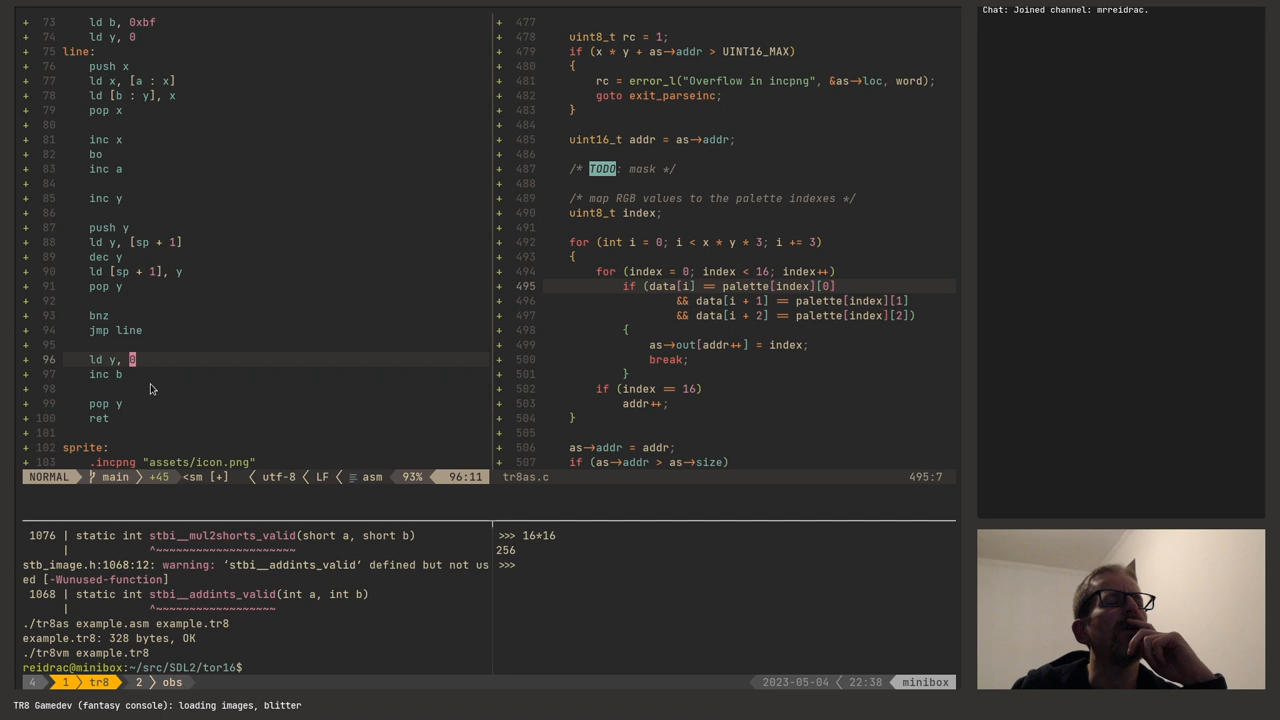 + 73 ld b, 0xbf
+ 74 ld y, 0
+ 75 line:
+ 76 push x
+ 77 ld x, [a : x]
+ 78 ld [b : y], x
+ 79 pop x
+ 80
+ 81 inc x
+ 82 bo
+ 83 inc a
+ 84
+ 85 inc y
+ 86
+ 87 push y
+ 88 ld y, [sp + 1]
+ 89 dec y
+ 90 ld [sp + 1], y
+ 91 pop y
+ 92
+ 93 bnz
+ 94 jmp line
+ 95
+ 96 ld y, 0
+ 97 inc b
+ 98
+ 99 pop y
+ 100 ret
+ 101
+ 102 sprite:
+ 103 .incpng "assets/icon.png"
NORMAL main +45 <sm [+] utf-8 LF asm 93% 96:11
+ 477
+ 478 uint8_t rc = 1;
+ 479 if (x * y + as→addr > UINT16_MAX)
+ 480 {
+ 481 rc = error_l("Overflow in incpng", &as→loc, word);
+ 482 goto exit_parseinc;
+ 483 }
+ 484
+ 485 uint16_t addr = as→addr;
+ 486
+ 487 /* TODO: mask */
+ 488
+ 489 /* map RGB values to the palette indexes */
+ 490 uint8_t index;
+ 491
+ 492 for (int i = 0; i < x * y * 3; i += 3)
+ 493 {
+ 494 for (index = 0; index < 16; index++)
+ 495 if (data[i] == palette[index][0]
+ 496 && data[i + 1] == palette[index][1]
+ 497 && data[i + 2] == palette[index][2])
+ 498 {
+ 499 as→out[addr++] = index;
+ 500 break;
+ 501 }
+ 502 if (index == 16)
+ 503 addr++;
+ 504 }
+ 505
+ 506 as→addr = addr;
+ 507 if (as→addr > as→size)
tr8as.c 495:7
1076 | static int stbi__mul2shorts_valid(short a, short b)
| ^~~~~~~~~~~~~~~~~~~~~~
stb_image.h:1068:12: warning: ‘stbi__addints_valid’ defined but not us
ed [-Wunused-function]
1068 | static int stbi__addints_valid(int a, int b)
| ^~~~~~~~~~~~~~~~~~~
./tr8as example.asm example.tr8
example.tr8: 328 bytes, OK
./tr8vm example.tr8
reidrac@minibox:~/src/SDL2/tor16$
>>> 16*16
256
>>>
4 1 tr8 2 obs 2023-05-04 22:38 minibox
Chat: Joined channel: mrreidrac.
TR8 Gamedev (fantasy console): loading images, blitter